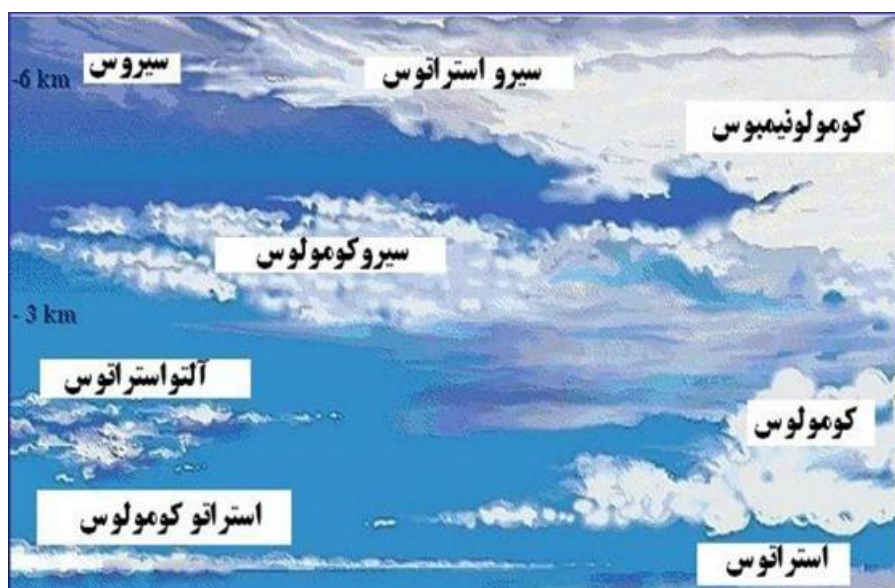 سیروس
سیرو استراتوس
-6 km
کومولونیمبوس
سیروکومولوس
- 3 km
آلتواستراتوس
کومولوس
استراتو کومولوس
استراتوس